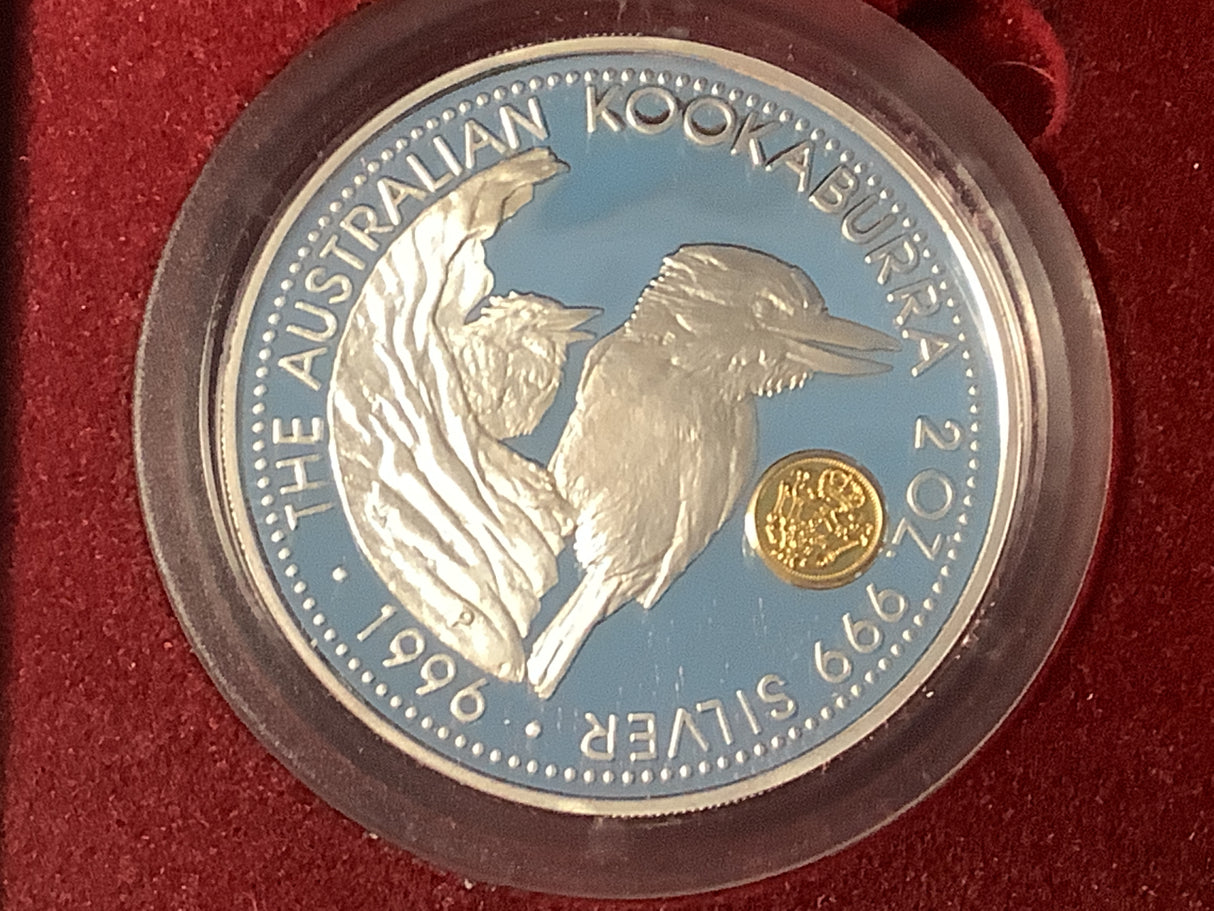 THE AUSTRALIAN KOOKABURRA 2OZ. 999 SILVER • 1996 •
P